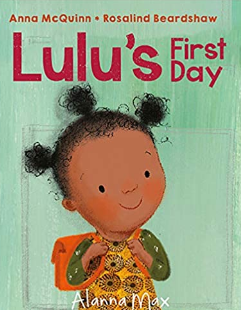 Anna McQuinn • Rosalind Beardshaw
Lulu's First
Day
Alanna Max